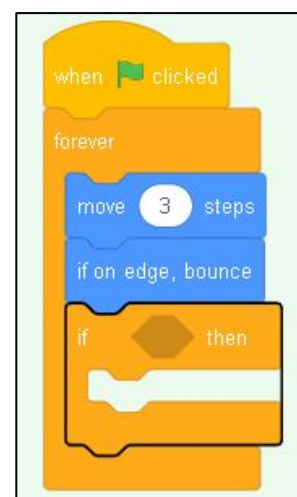 when clicked
forever
move 3 steps
if on edge, bounce
if then